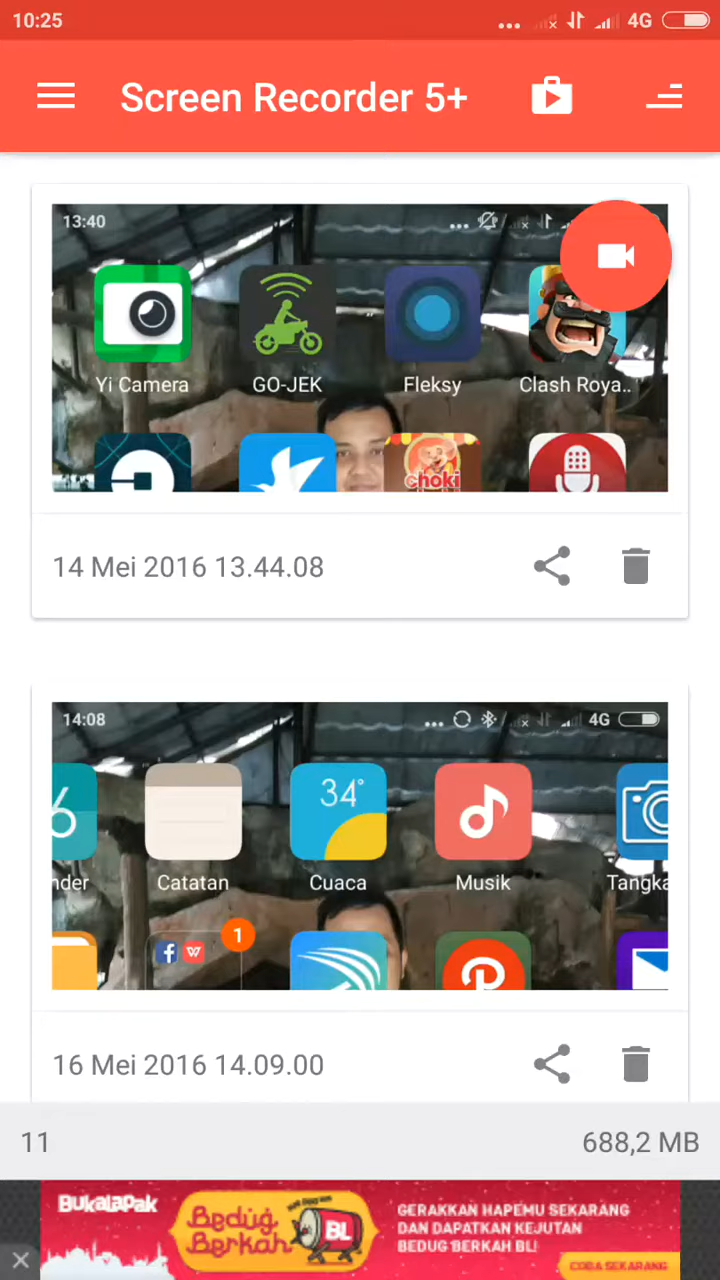 10:25
4G
Screen Recorder 5+
13:40
Yi Camera
GO-JEK
Fleksy
Clash Roya..
choki
14 Mei 2016 13.44.08
14:08
4G
6
34°
nder
Catatan
Cuaca
Musik
Tangka
1
16 Mei 2016 14.09.00
11
688,2 MB
Bukalapak
Bedug
Berkah
BL
GERAKKAN HAPEMU SEKARANG
DAN DAPATKAN KEJUTAN
BEDUG BERKAH BL!
COBA SEKARANG